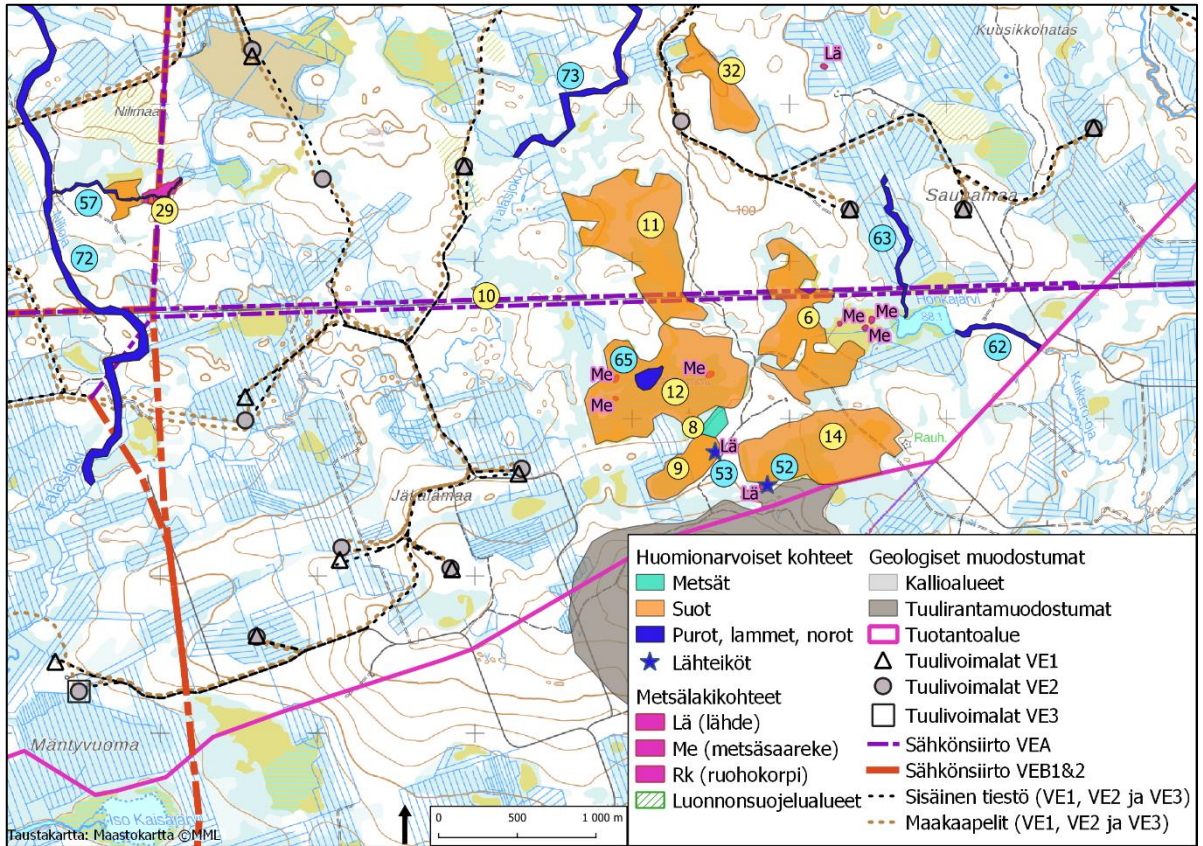 Kuusikkohatas
Lä
32
73
Niilimaa
57
29
72
11
63
Saunamaa
10
6
Me
Me
Me
Honkajärvi
62
65
Me
Me
12
Me
8
14
Rauh.
Lä
9
53
52
Lä
Jäkälämaa
Mäntyvuoma
Iso Kaisajärvi
Taustakartta: Maastokartta ©MML
0 500 1 000 m
Huomionarvoiset kohteet
Metsät
Suot
Purot, lammet, norot
Lähteiköt
Metsälakikohteet
Lä (lähde)
Me (metsäsaareke)
Rk (ruohokorpi)
Luonnonsuojelualueet
Geologiset muodostumat
Kallioalueet
Tuulirantamuodostumat
Tuotantoalue
Tuulivoimalat VE1
Tuulivoimalat VE2
Tuulivoimalat VE3
Sähkönsiirto VEA
Sähkönsiirto VEB1&2
Sisäinen tiestö (VE1, VE2 ja VE3)
Maakaapelit (VE1, VE2 ja VE3)